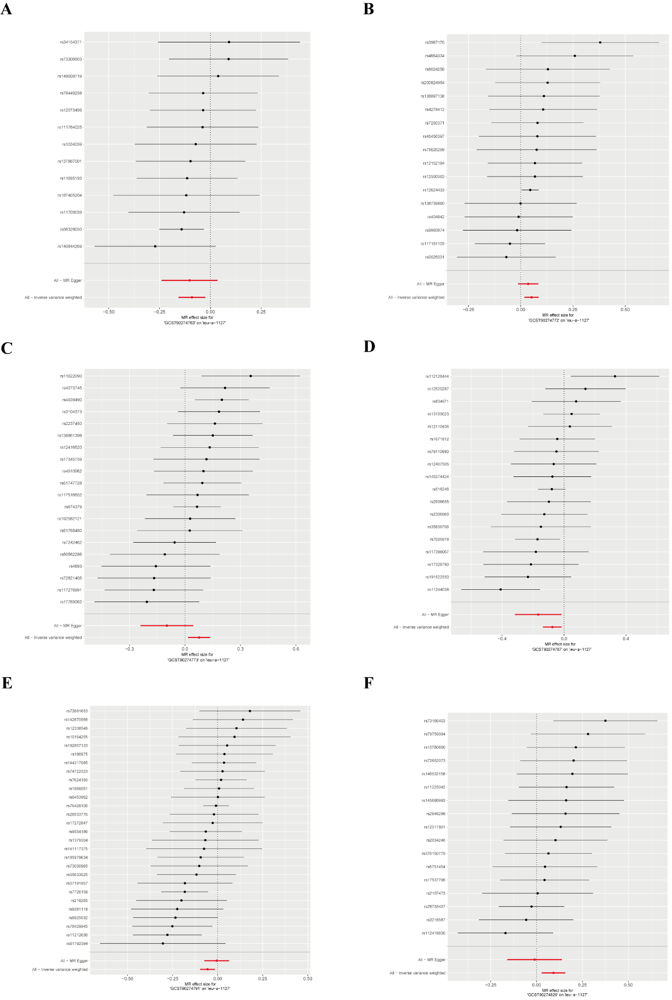 A
rs34154371
rs73306603
rs148608719
rs78449258
rs12073499
rs111764025
rs1034059
rs137867001
rs11695193
rs187405204
rs11709039
rs56328050
rs140844269
All − MR Egger
All − Inverse variance weighted
−0.50 −0.25 0.00 0.25
MR effect size for
'GCST90274763' on 'ieu−a−1127'
B
rs3967170
rs4664334
rs8024256
rs200824954
rs138897138
rs4278412
rs7250371
rs45456397
rs75626299
rs12152184
rs12500563
rs12624433
rs138739860
rs404842
rs9993874
rs117191103
rs9526031
All − MR Egger
All − Inverse variance weighted
−0.25 0.00 0.25 0.50
MR effect size for
'GCST90274772' on 'ieu−a−1127'
C
rs11622090
rs4073745
rs4939490
rs3104373
rs2237450
rs138861398
rs12416520
rs17345759
rs4910962
rs61747728
rs117516652
rs674379
rs192582121
rs61768480
rs7242462
rs60562286
rs4893
rs72821405
rs117276991
rs17769062
All − MR Egger
All − Inverse variance weighted
−0.3 0.0 0.3 0.6
MR effect size for
'GCST90274773' on 'ieu−a−1127'
D
rs112126444
rs12520287
rs834971
rs13103023
rs12110436
rs1671812
rs79110990
rs12407505
rs145274424
rs516246
rs2906655
rs2306969
rs35636706
rs7005978
rs117398067
rs17326790
rs191522330
rs11244038
All − MR Egger
All − Inverse variance weighted
−0.4 0.0 0.4
MR effect size for
'GCST90274787' on 'ieu−a−1127'
E
rs72681653
rs142870956
rs12338549
rs10164255
rs192857133
rs186975
rs144317085
rs74722523
rs7624160
rs1866051
rs6453962
rs76428106
rs28533776
rs17272847
rs9554186
rs1379304
rs141117375
rs185979634
rs73000965
rs55633025
rs57191857
rs7726159
rs218265
rs9381118
rs6925032
rs78429945
rs11212636
rs61792394
All − MR Egger
All − Inverse variance weighted
−0.50 −0.25 0.00 0.25 0.50
MR effect size for
'GCST90274791' on 'ieu−a−1127'
F
rs73166403
rs79759094
rs10780690
rs72652073
rs146532158
rs11225042
rs145686993
rs2846299
rs12517801
rs2034246
rs376150779
rs5751454
rs17537796
rs2107473
rs28735437
rs3218587
rs112418830
All − MR Egger
All − Inverse variance weighted
−0.25 0.00 0.25 0.50
MR effect size for
'GCST90274829' on 'ieu−a−1127'